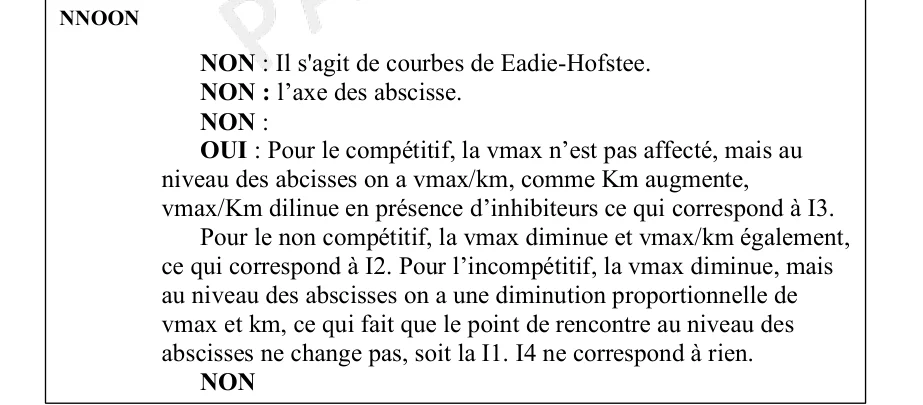 NNOON
NON : Il s'agit de courbes de Eadie-Hofstee.
NON : l’axe des abscisse.
NON :
OUI : Pour le compétitif, la vmax n’est pas affecté, mais au
niveau des abcisses on a vmax/km, comme Km augmente,
vmax/Km dilinue en présence d’inhibiteurs ce qui correspond à I3.
Pour le non compétitif, la vmax diminue et vmax/km également,
ce qui correspond à I2. Pour l’incompétitif, la vmax diminue, mais
au niveau des abscisses on a une diminution proportionnelle de
vmax et km, ce qui fait que le point de rencontre au niveau des
abscisses ne change pas, soit la I1. I4 ne correspond à rien.
NON